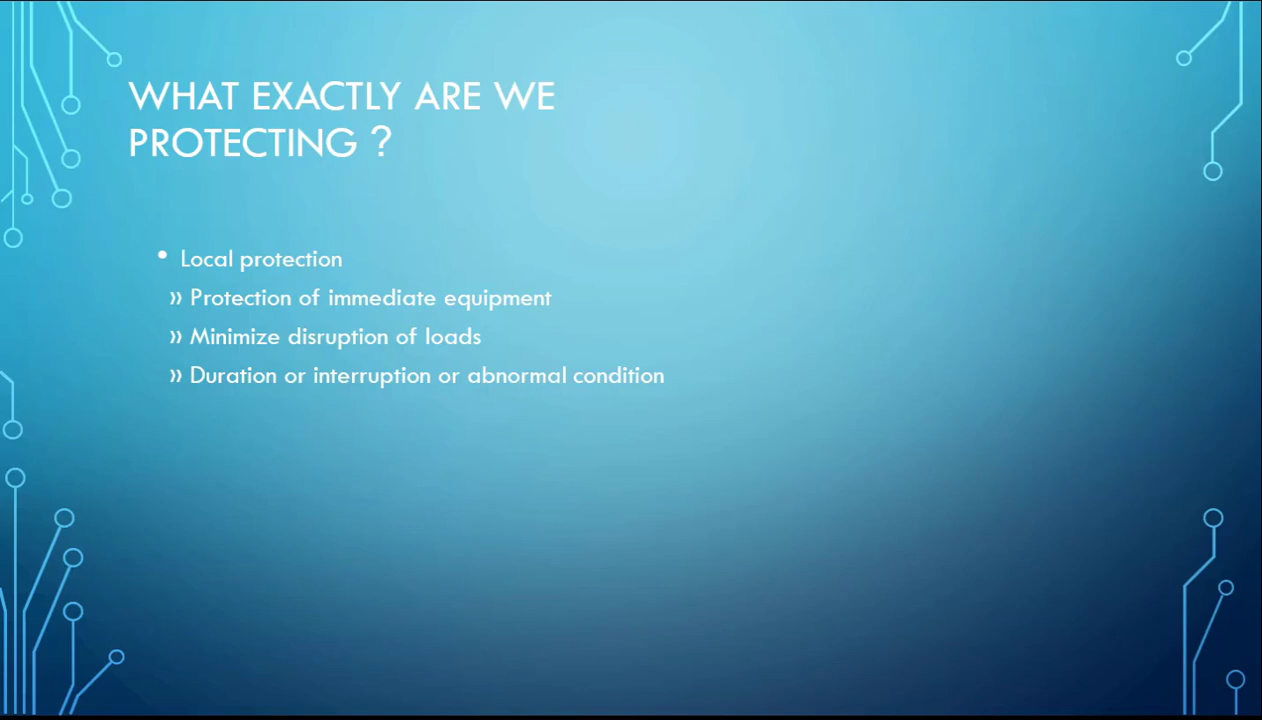 WHAT EXACTLY ARE WE
PROTECTING ?
• Local protection
» Protection of immediate equipment
» Minimize disruption of loads
» Duration or interruption or abnormal condition